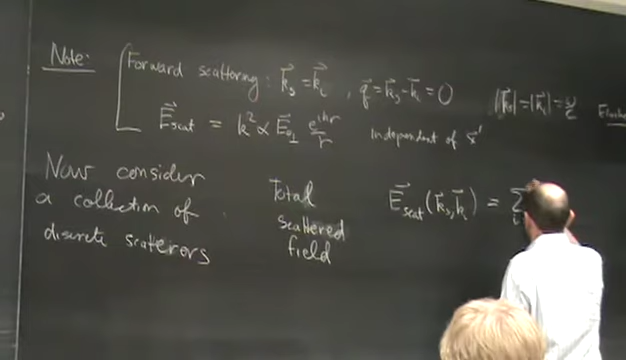 Note: Forward scattering: k⃗_s = k⃗_i , q⃗ = k⃗_s - k⃗_i = 0
|k⃗_s| = |k⃗_i| = ω/c
E⃗_scat = k² α E⃗_0⊥ e^{ikr}/r independent of r⃗'
Now consider
a collection of
discrete scatterers
Total
scattered
field
E⃗_scat (k⃗_s, k⃗_i) = Σ_i